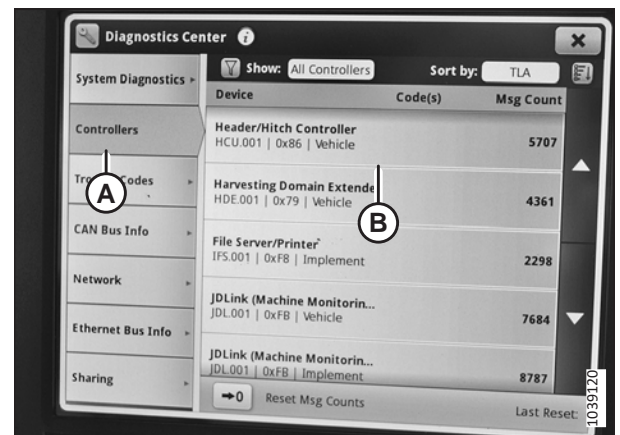 Diagnostics Center
Show: All Controllers Sort by: TLA
System Diagnostics
Controllers
CAN Bus Info
Network
Ethernet Bus Info
Sharing
Device Code(s) Msg Count
Header/Hitch Controller
HCU.001 | 0x86 | Vehicle 5707
Harvesting Domain Extende
HDE.001 | 0x79 | Vehicle 4361
File Server/Printer
IFS.001 | 0xFB | Implement 2298
JDLink (Machine Monitorin...
JDL.001 | 0xFB | Vehicle 7684
JDLink (Machine Monitorin...
JDL.001 | 0xFB | Implement 8787
→0 Reset Msg Counts Last Reset:
A
Codes
B
1039120